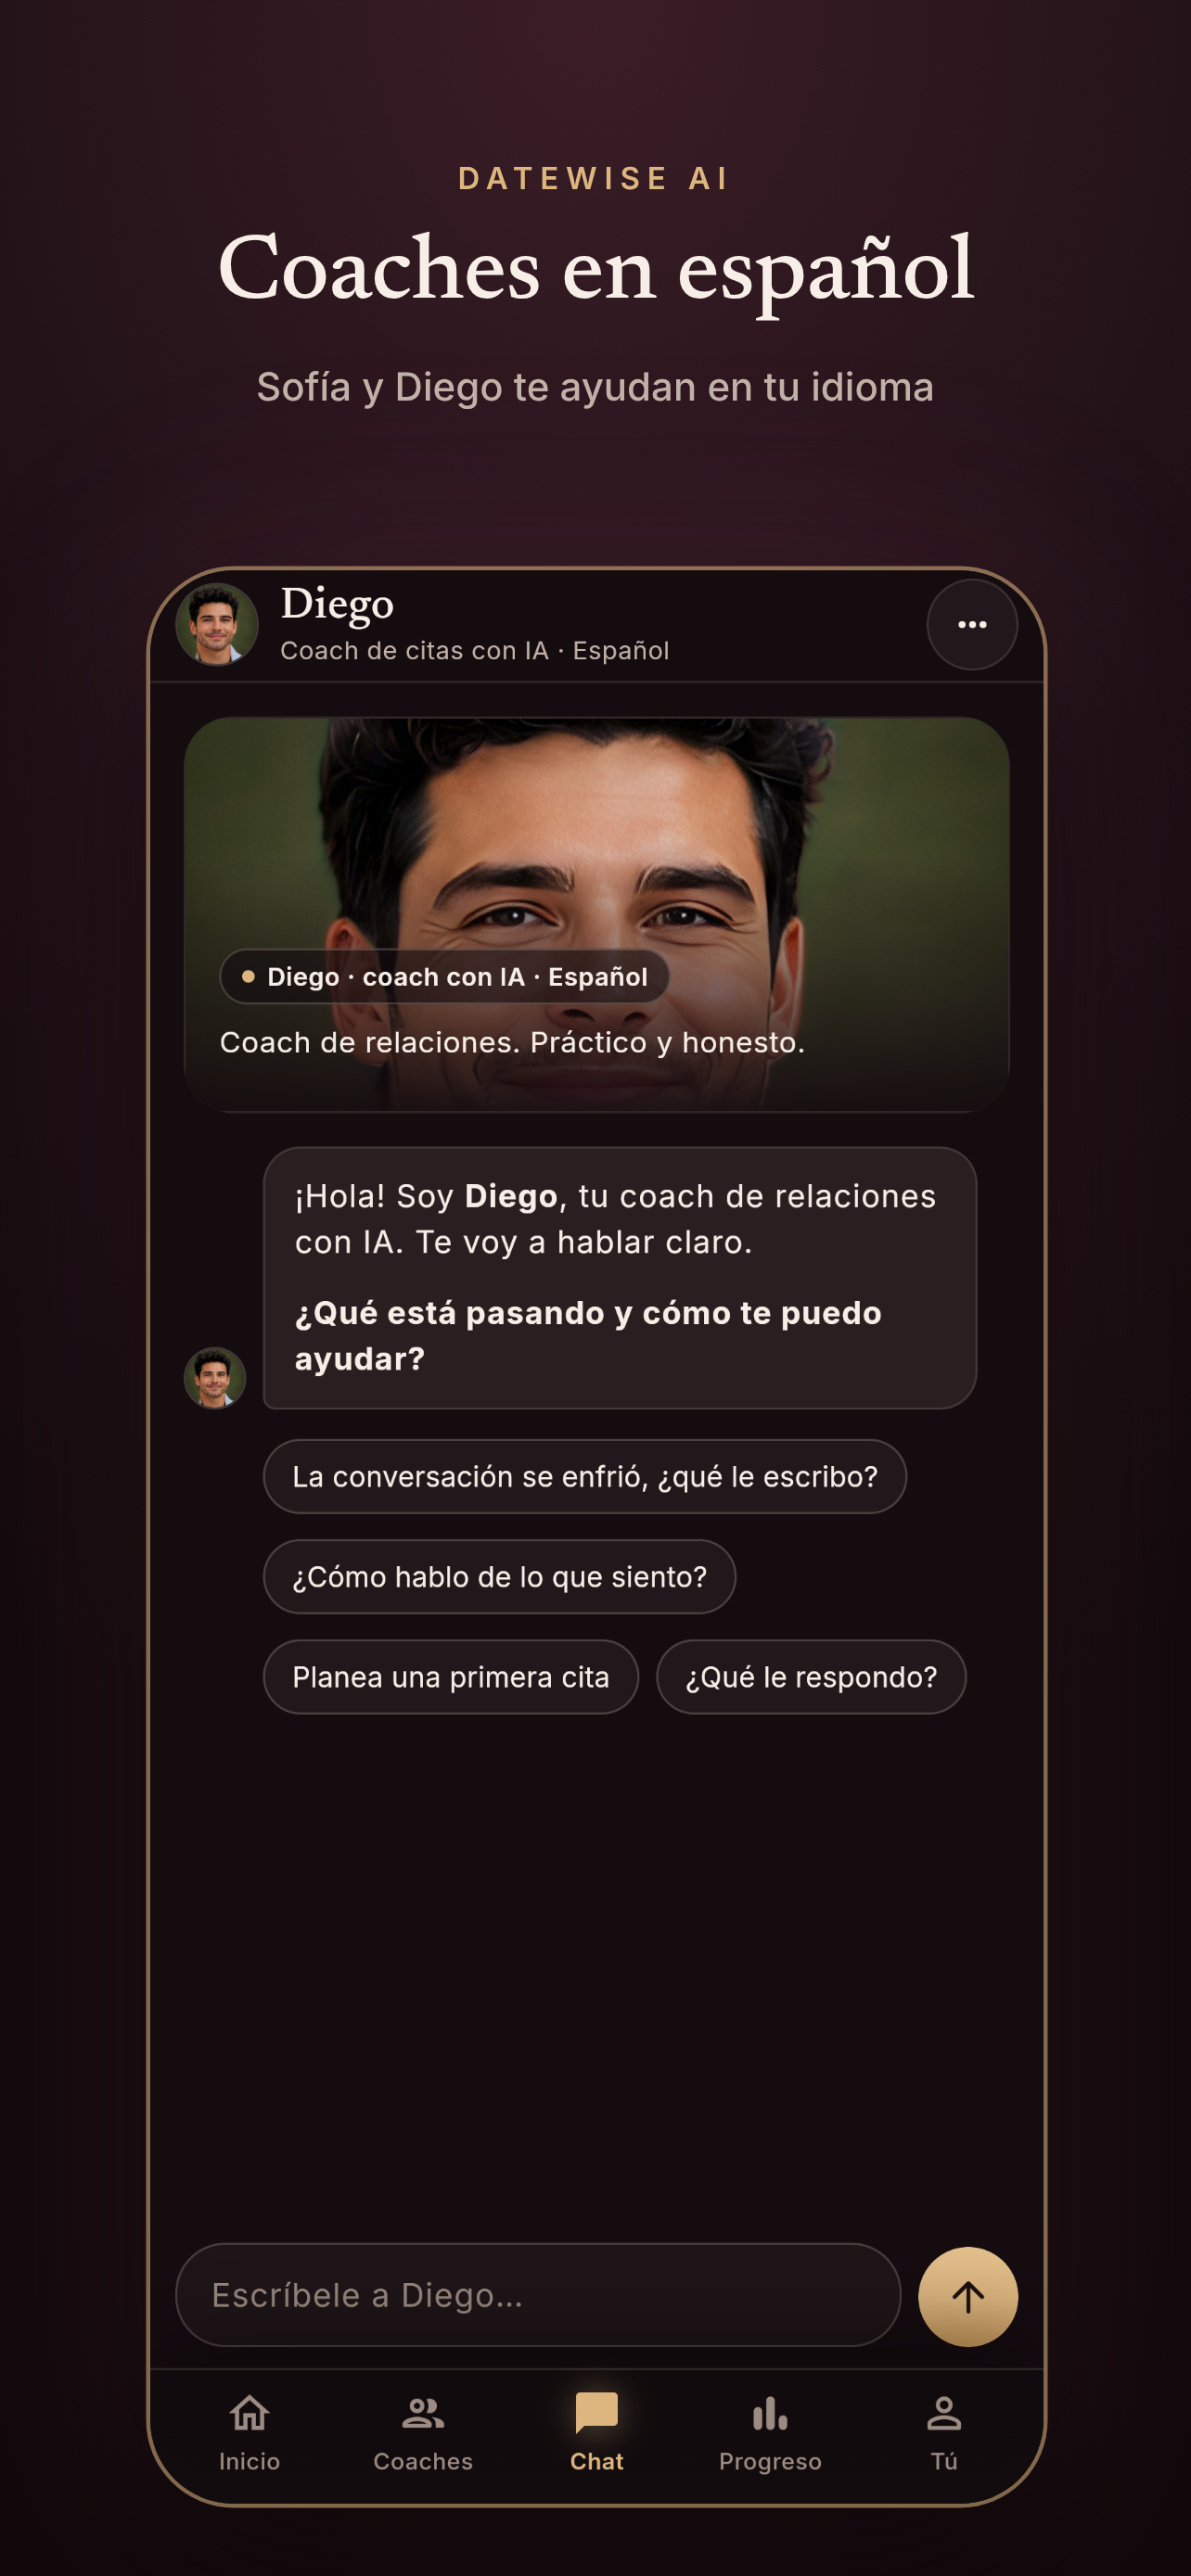 DATEWISE AI
Coaches en español
Sofía y Diego te ayudan en tu idioma
Diego
Coach de citas con IA · Español
Diego · coach con IA · Español
Coach de relaciones. Práctico y honesto.
¡Hola! Soy Diego, tu coach de relaciones
con IA. Te voy a hablar claro.
¿Qué está pasando y cómo te puedo
ayudar?
La conversación se enfrió, ¿qué le escribo?
¿Cómo hablo de lo que siento?
Planea una primera cita
¿Qué le respondo?
Escríbele a Diego...
Inicio
Coaches
Chat
Progreso
Tú